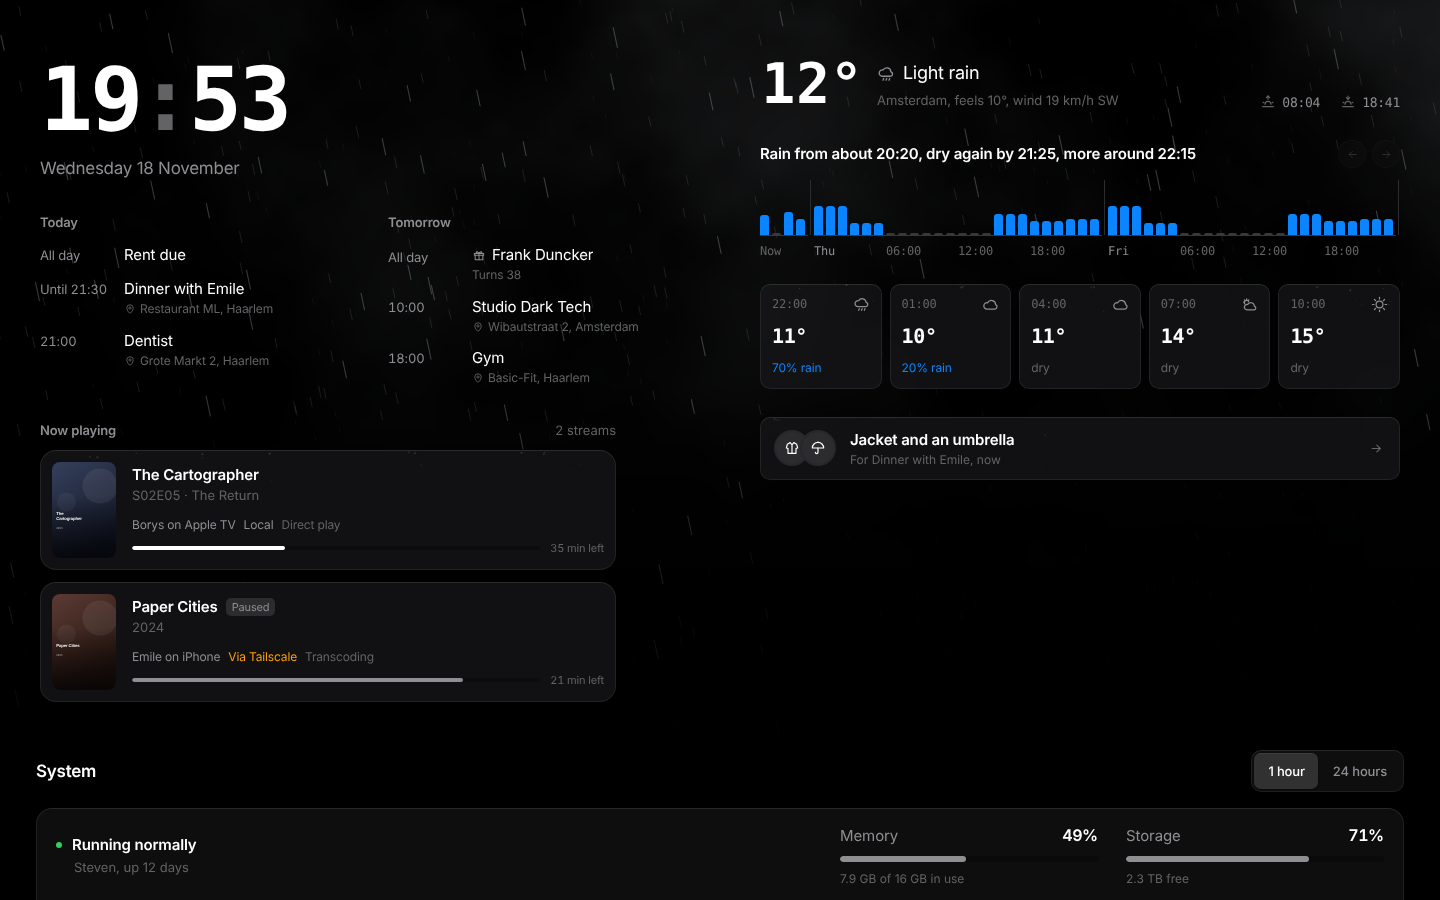 19:53
Wednesday 18 November
12°
Light rain
Amsterdam, feels 10°, wind 19 km/h SW
08:04
18:41
Rain from about 20:20, dry again by 21:25, more around 22:15
Now Thu 06:00 12:00 18:00 Fri 06:00 12:00 18:00
22:00
11°
70% rain
01:00
10°
20% rain
04:00
11°
dry
07:00
14°
dry
10:00
15°
dry
Jacket and an umbrella
For Dinner with Emile, now
Today
All day Rent due
Until 21:30 Dinner with Emile
Restaurant ML, Haarlem
21:00 Dentist
Grote Markt 2, Haarlem
Tomorrow
All day Frank Duncker
Turns 38
10:00 Studio Dark Tech
Wibautstraat 2, Amsterdam
18:00 Gym
Basic-Fit, Haarlem
Now playing
2 streams
The
Cartographer
The Cartographer
S02E05 · The Return
Borys on Apple TV Local Direct play
35 min left
Paper Cities
Paper Cities Paused
2024
Emile on iPhone Via Tailscale Transcoding
21 min left
System
1 hour 24 hours
Running normally
Steven, up 12 days
Memory 49%
7.9 GB of 16 GB in use
Storage 71%
2.3 TB free